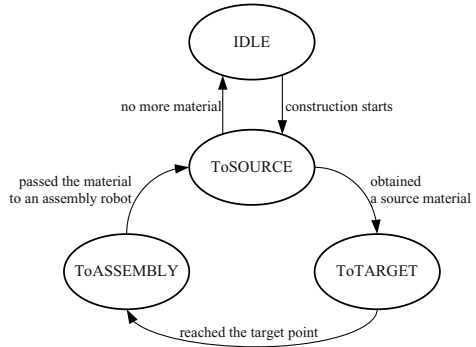 IDLE
no more material
construction starts
ToSOURCE
passed the material
to an assembly robot
obtained
a source material
ToASSEMBLY
ToTARGET
reached the target point